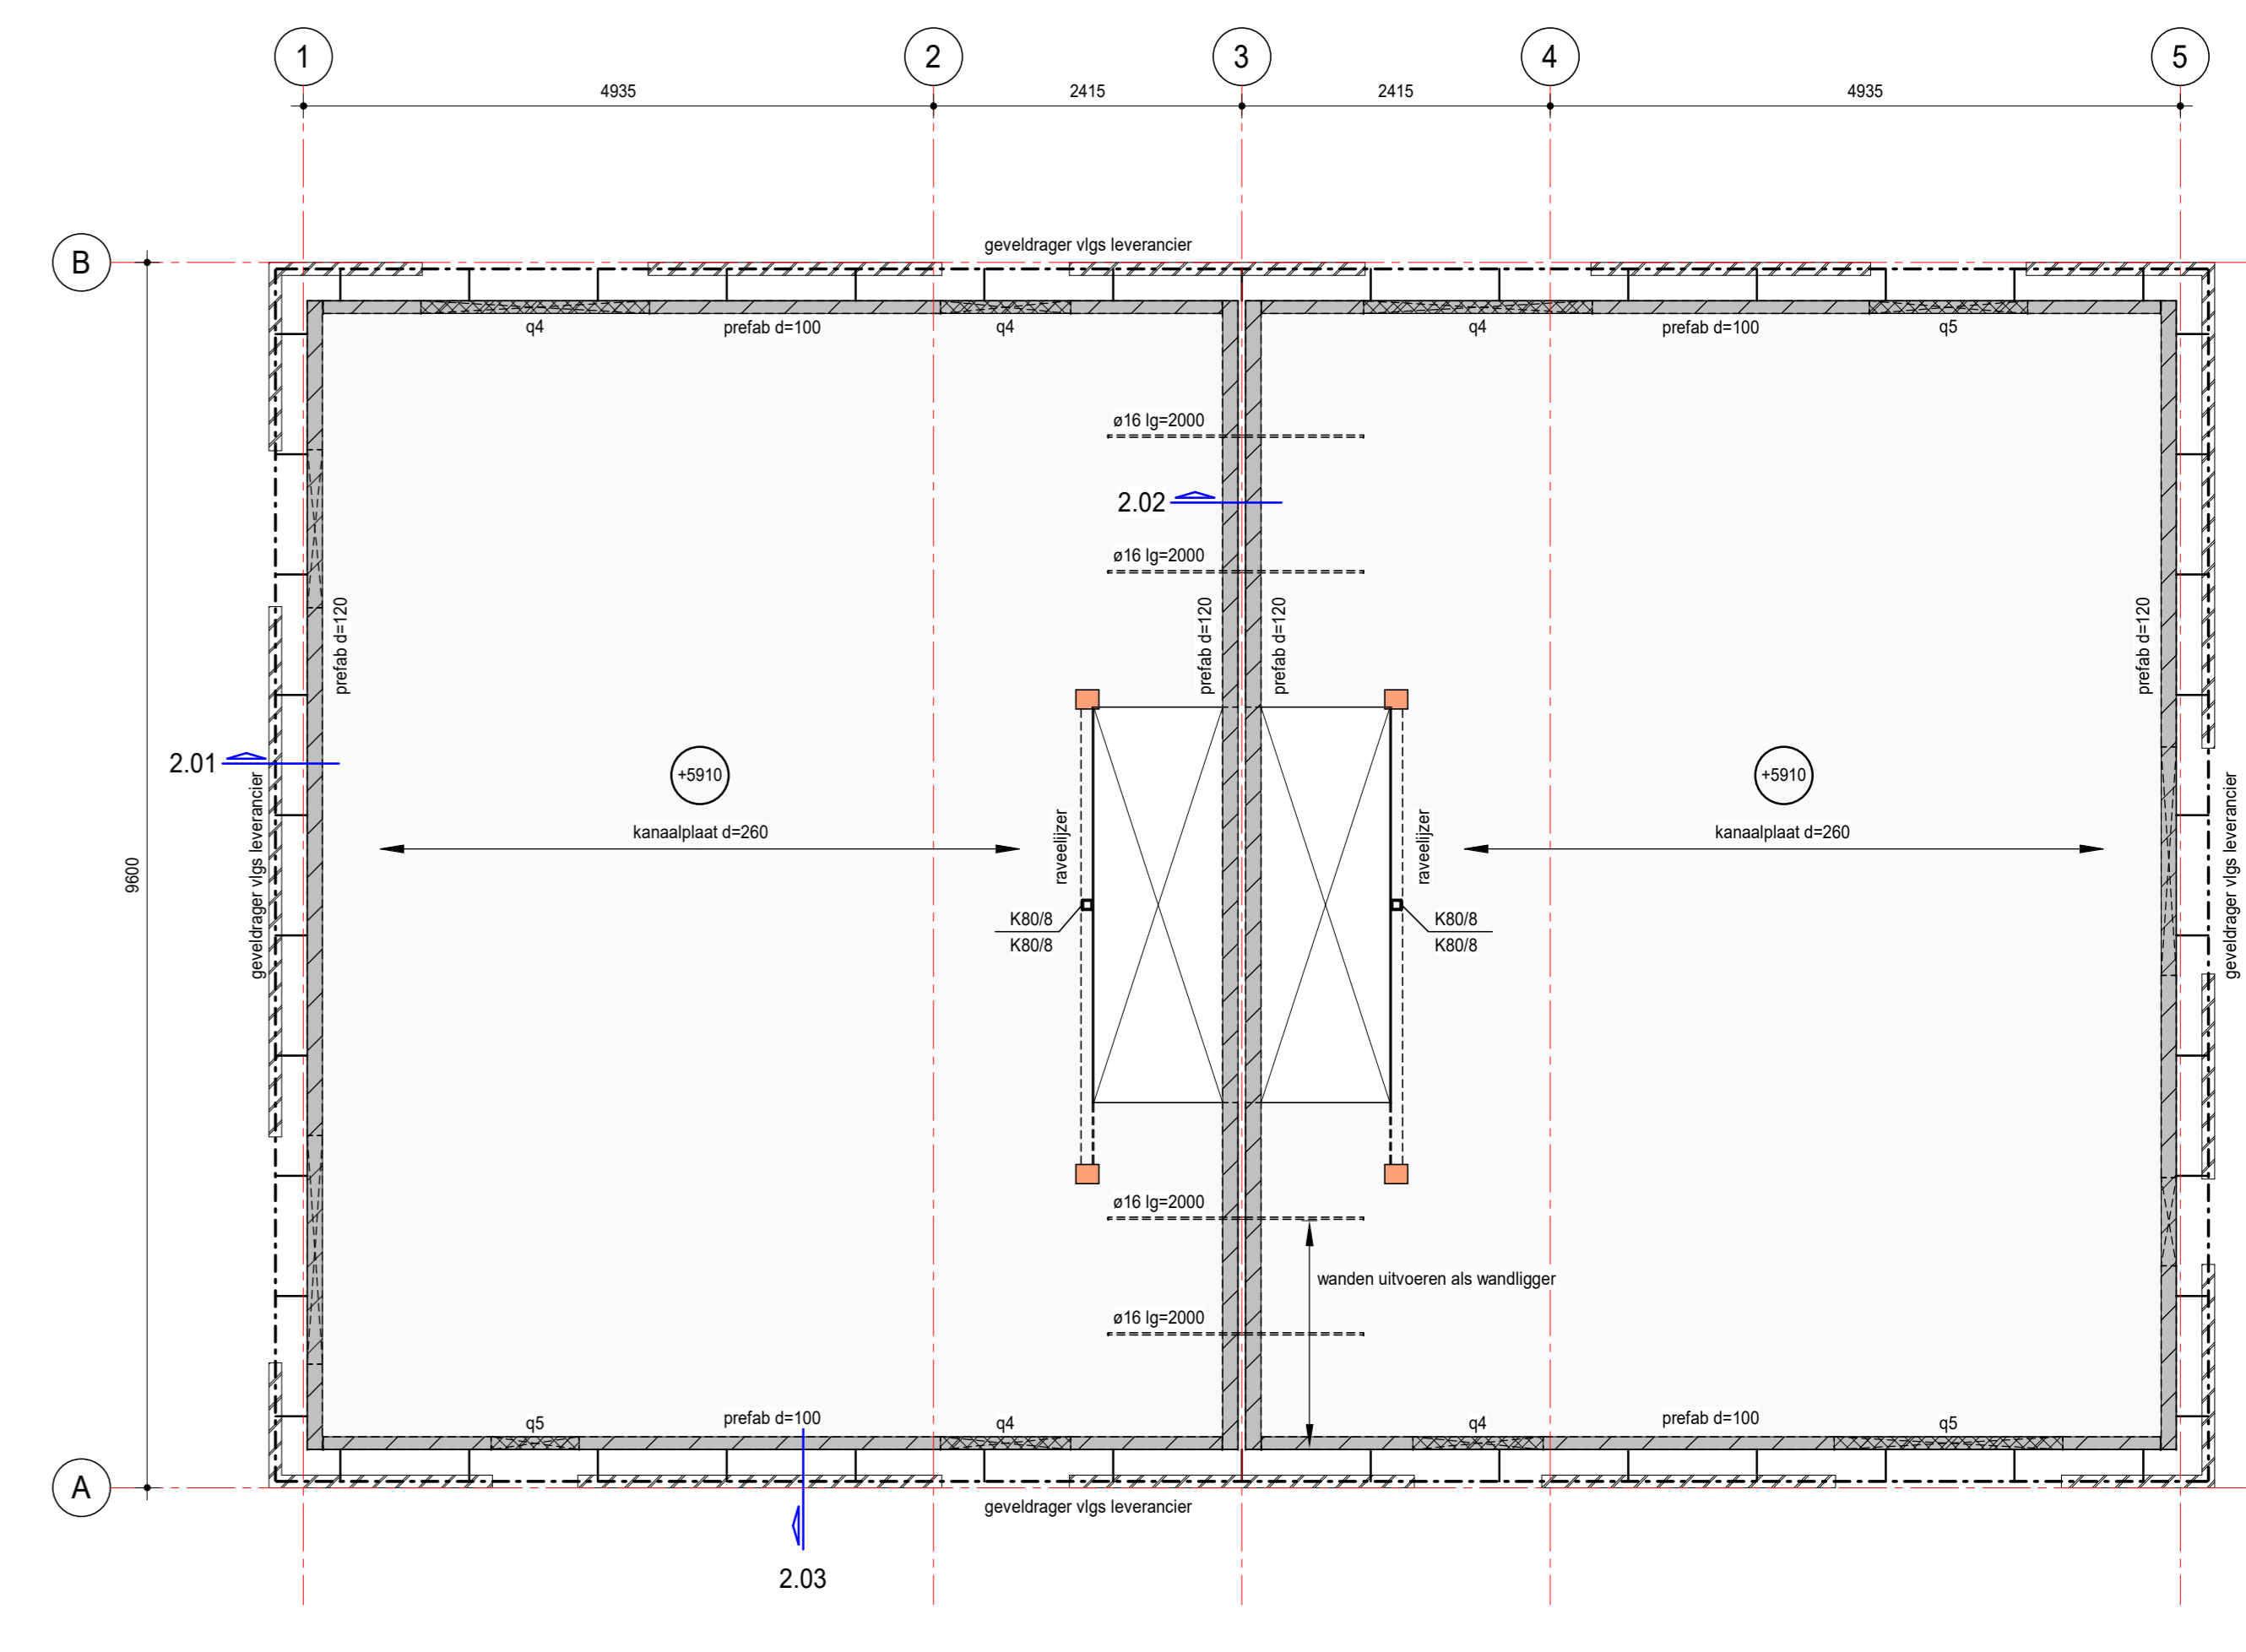 1
2
3
4
5
4935
2415
2415
4935
B
geveldrager vlgs leverancier
q4
prefab d=100
q4
q4
prefab d=100
q5
ø16 lg=2000
2.02
ø16 lg=2000
prefab d=120
prefab d=120
prefab d=120
prefab d=120
2.01
+5910
+5910
kanaalplaat d=260
kanaalplaat d=260
raveelijzer
raveelijzer
geveldrager vlgs leverancier
geveldrager vlgs leverancier
9600
K80/8
K80/8
K80/8
K80/8
ø16 lg=2000
wanden uitvoeren als wandligger
ø16 lg=2000
q5
prefab d=100
q4
q4
prefab d=100
q5
A
geveldrager vlgs leverancier
2.03